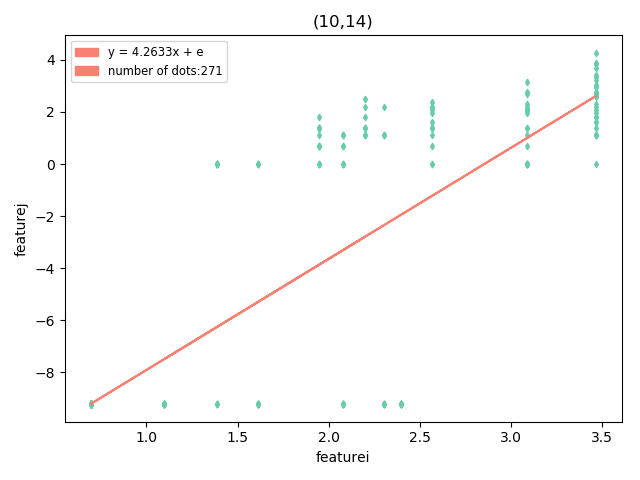 (10,14)
y = 4.2633x + e
number of dots:271
4
2
0
−2
−4
−6
−8
featurej
1.0 1.5 2.0 2.5 3.0 3.5
featurei